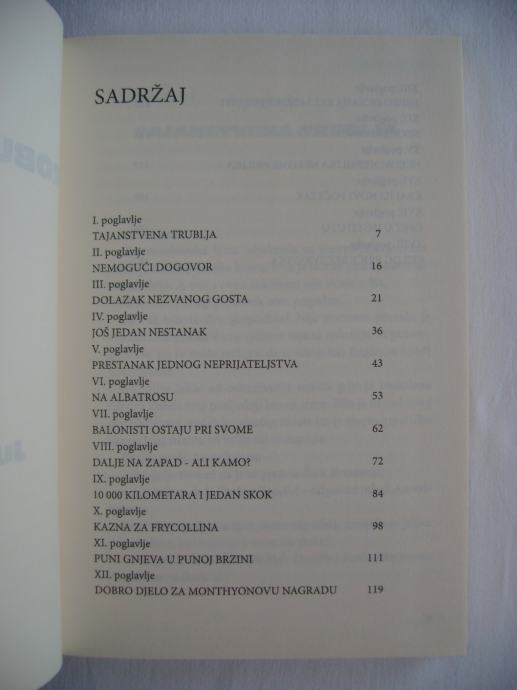 SADRŽAJ
I. poglavlje
TAJANSTVENA TRUBLJA 7
II. poglavlje
NEMOGUĆI DOGOVOR 16
III. poglavlje
DOLAZAK NEZVANOG GOSTA 21
IV. poglavlje
JOŠ JEDAN NESTANAK 36
V. poglavlje
PRESTANAK JEDNOG NEPRIJATELJSTVA 43
VI. poglavlje
NA ALBATROSU 53
VII. poglavlje
BALONISTI OSTAJU PRI SVOME 62
VIII. poglavlje
DALJE NA ZAPAD - ALI KAMO? 72
IX. poglavlje
10 000 KILOMETARA I JEDAN SKOK 84
X. poglavlje
KAZNA ZA FRYCOLLINA 98
XI. poglavlje
PUNI GNJEVA U PUNOJ BRZINI 111
XII. poglavlje
DOBRO DJELO ZA MONTHYONOVU NAGRADU 119